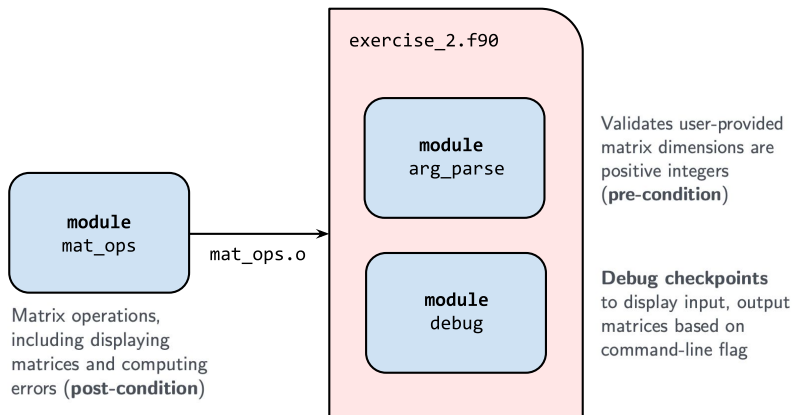 exercise_2.f90
module
arg_parse
Validates user-provided
matrix dimensions are
positive integers
(pre-condition)
module
mat_ops
mat_ops.o
Matrix operations,
including displaying
matrices and computing
errors (post-condition)
module
debug
Debug checkpoints
to display input, output
matrices based on
command-line flag